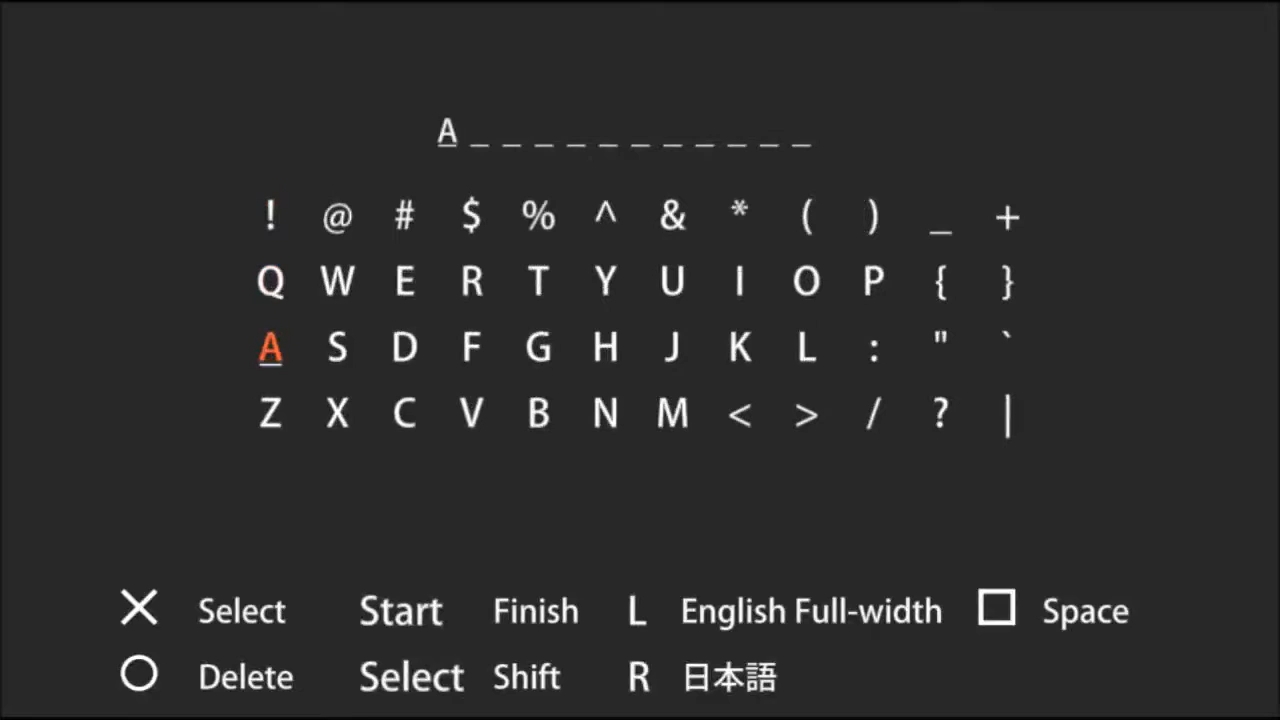 A _ _ _ _ _ _ _ _ _ _ _
! @ # $ % ^ & * ( ) _ +
Q W E R T Y U I O P { }
A S D F G H J K L : " `
Z X C V B N M < > / ? |
Select Start Finish L English Full-width Space
Delete Select Shift R 日本語